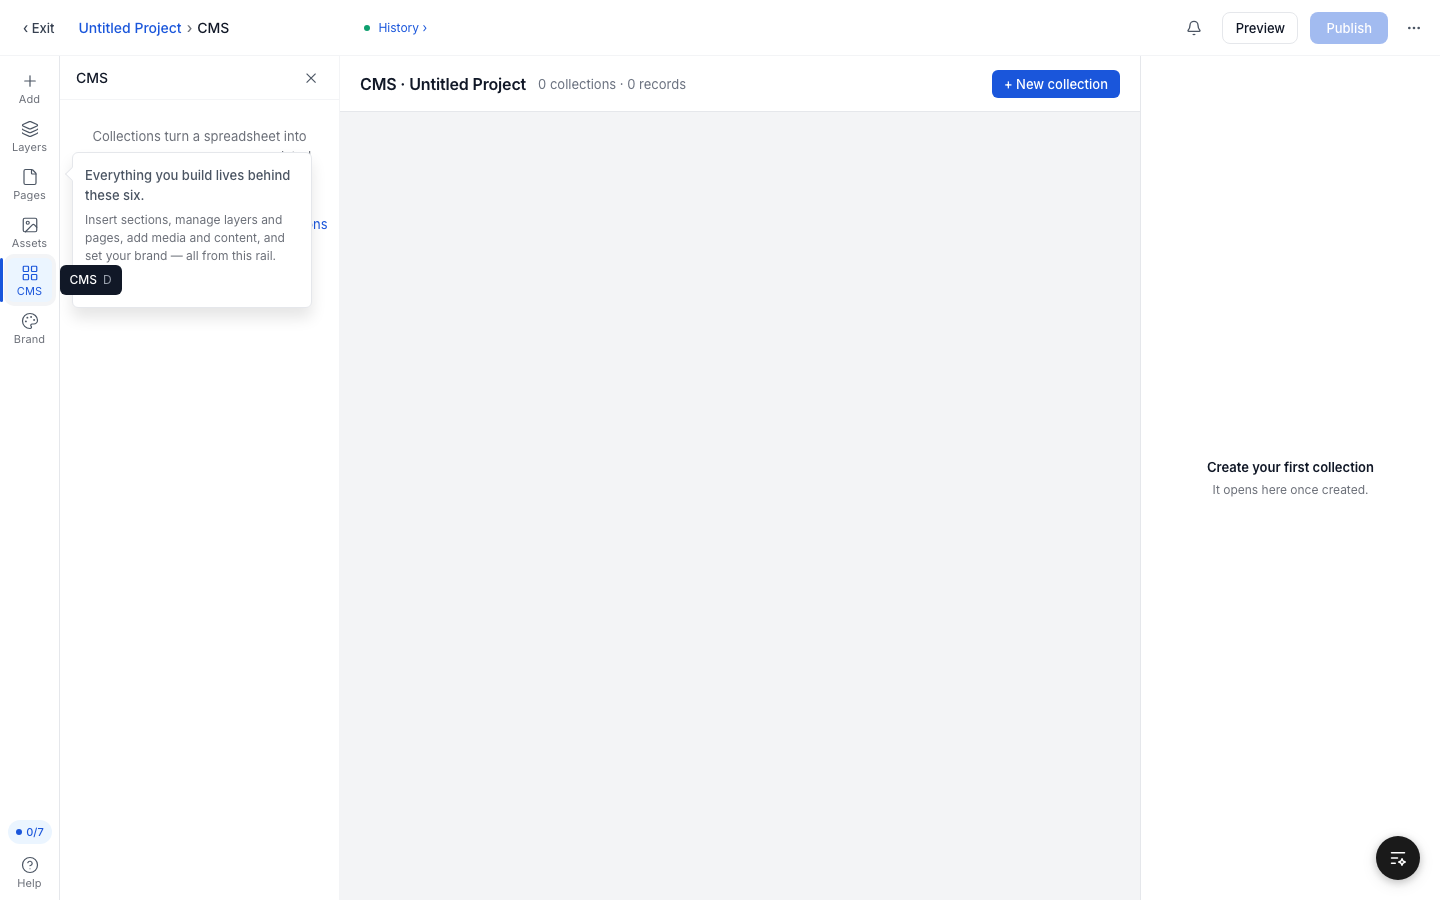 ‹ Exit
Untitled Project › CMS
History ›
Preview
Publish
Add
Layers
Pages
Assets
CMS
Brand
0/7
Help
CMS
Collections turn a spreadsheet into
Everything you build lives behind
these six.
Insert sections, manage layers and
pages, add media and content, and
set your brand — all from this rail.
CMS D
CMS · Untitled Project
0 collections · 0 records
+ New collection
Create your first collection
It opens here once created.